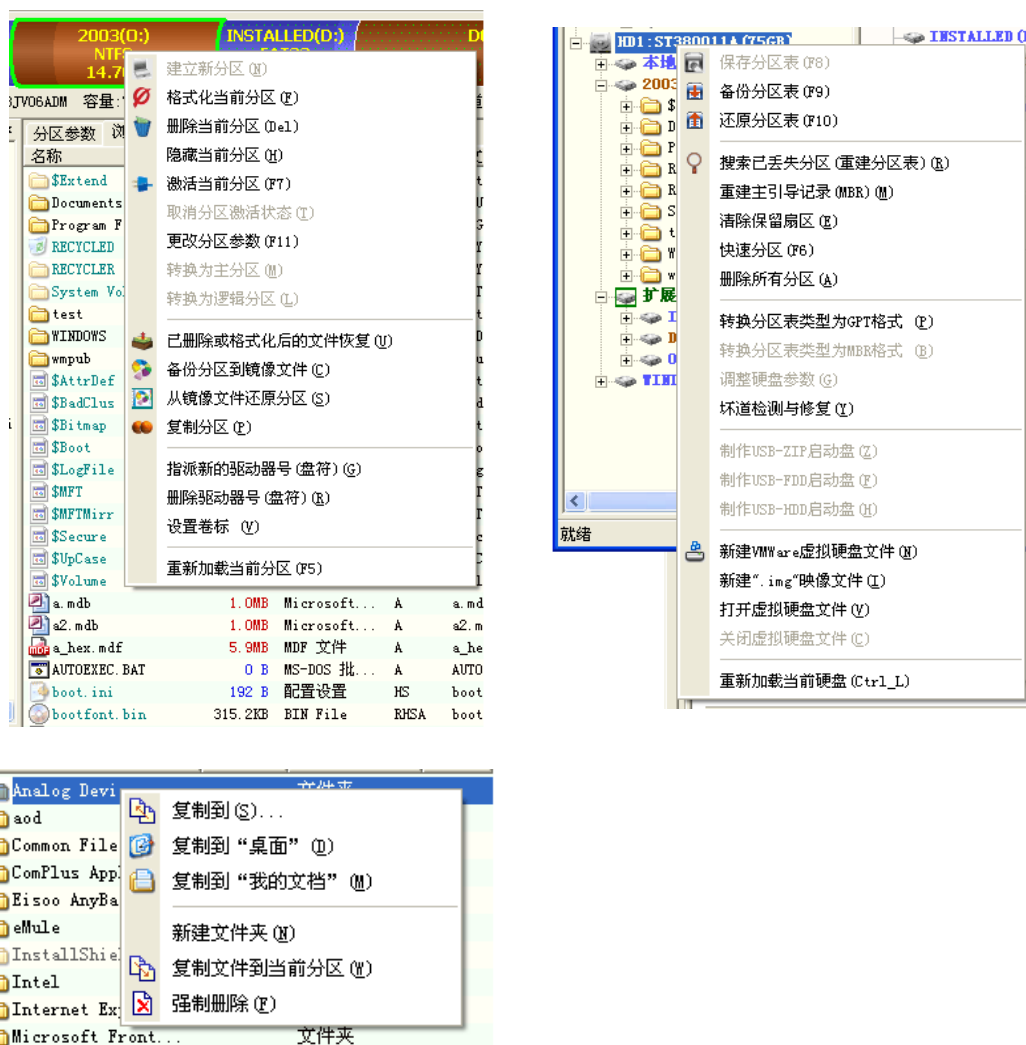 2003(O:)
NTFS
INSTALLED(D:)
建立新分区(N)
格式化当前分区(F)
删除当前分区(Del)
隐藏当前分区(H)
激活当前分区(F7)
取消分区激活状态(T)
更改分区参数(F11)
转换为主分区(M)
转换为逻辑分区(L)
已删除或格式化后的文件恢复(U)
备份分区到镜像文件(C)
从镜像文件还原分区(S)
复制分区(P)
指派新的驱动器号(盘符)(G)
删除驱动器号(盘符)(R)
设置卷标 (V)
重新加载当前分区(F5)
JV06ADM 容量:
分区参数
名称
$Extend
Documents
Program F
RECYCLED
RECYCLER
System Vo
test
WINDOWS
wmpub
$AttrDef
$BadClus
$Bitmap
$Boot
$LogFile
$MFT
$MFTMirr
$Secure
$UpCase
$Volume
a.mdb 1.0MB Microsoft... A a.md
a2.mdb 1.0MB Microsoft... A a2.m
a_hex.mdf 5.9MB MDF 文件 A a_he
AUTOEXEC.BAT 0 B MS-DOS 批... A AUTO
boot.ini 192 B 配置设置 HS boot
bootfont.bin 315.2KB BIN File RHSA boot
HD1:ST380011A(75GB)
INSTALLED
本地
2003
扩展
就绪
保存分区表(F8)
备份分区表(F9)
还原分区表(F10)
搜索已丢失分区(重建分区表)(R)
重建主引导记录(MBR)(M)
清除保留扇区(E)
快速分区(F6)
删除所有分区(A)
转换分区表类型为GPT格式 (P)
转换分区表类型为MBR格式 (B)
调整硬盘参数(G)
坏道检测与修复(Y)
制作USB-ZIP启动盘(Z)
制作USB-FDD启动盘(F)
制作USB-HDD启动盘(H)
新建VMWare虚拟硬盘文件(N)
新建".img"映像文件(I)
打开虚拟硬盘文件(V)
关闭虚拟硬盘文件(C)
重新加载当前硬盘(Ctrl_L)
Analog Devi 文件夹
aod
Common File
ComPlus App
Eisoo AnyBa
eMule
InstallShie
Intel
Internet Ex
Microsoft Front... 文件夹
复制到(S)...
复制到“桌面” (D)
复制到“我的文档” (M)
新建文件夹(N)
复制文件到当前分区(W)
强制删除(F)